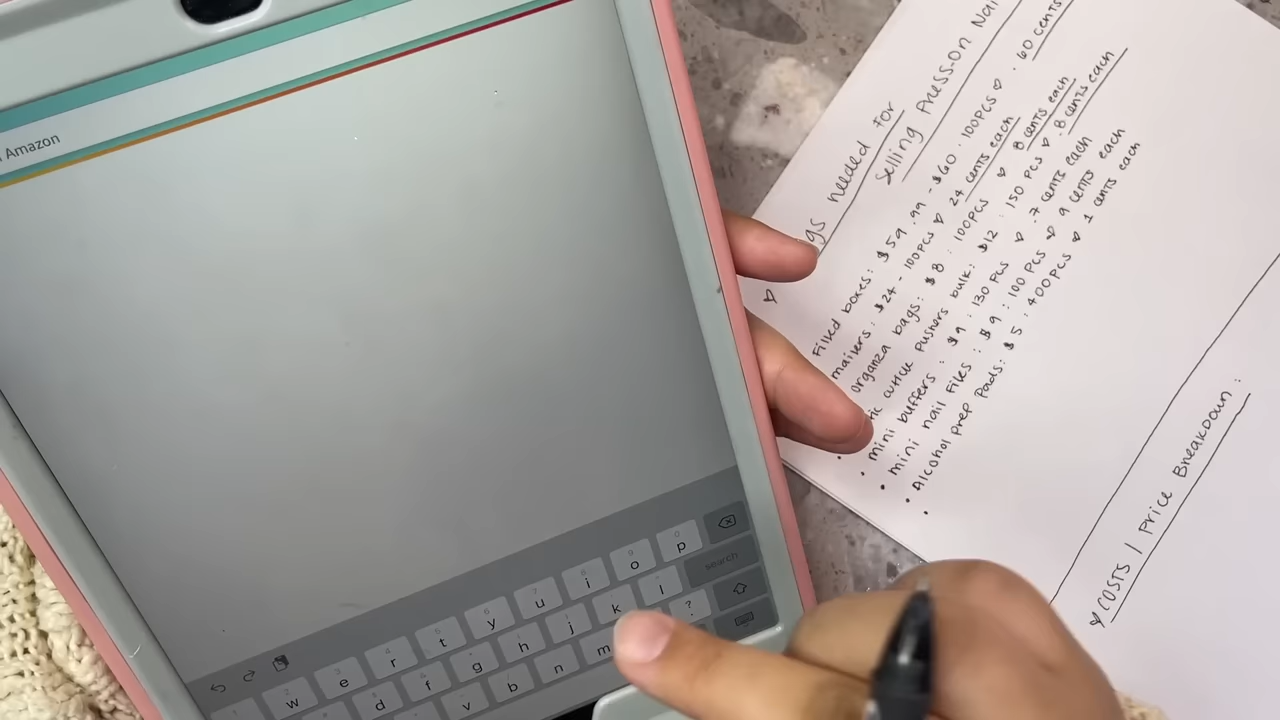 Amazon
gs needed for
Selling Press-On Nai
Filled boxes: $59.99 - $60 . 100PCS ♡ . 60 cents
mailers: $24 - 100PCS ♡ 24 cents each
organza bags: $8 : 100PCS ♡ 8 cents each
cuticle pushers bulk: $12 : 150 PCS ♡ .8 cents each
mini buffers : $9 : 130 PCS ♡ .7 cents each
• mini nail files : $9 : 100 PCS ♡ 9 cents each
• Alcohol prep pads: $5 : 400PCS ♡ 1 cents each
♡ COSTS / Price Breakdown :
w e r t y u i o p
d f g h j k l search
v b n m ?